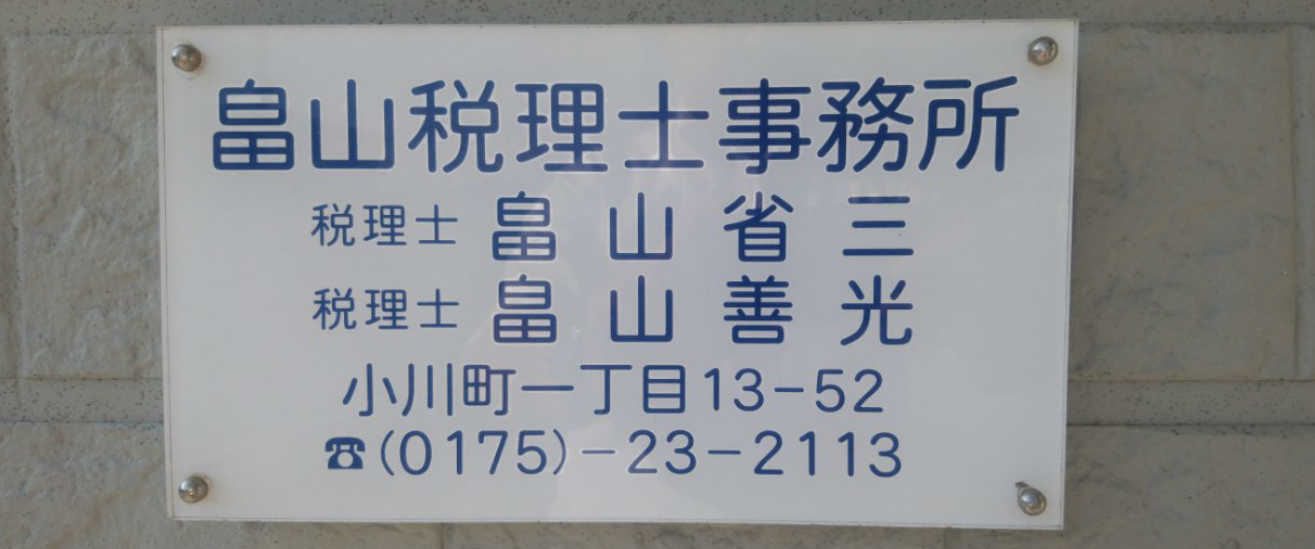 畠山税理士事務所
税理士 畠山省三
税理士 畠山善光
小川町一丁目13-52
☎(0175)-23-2113